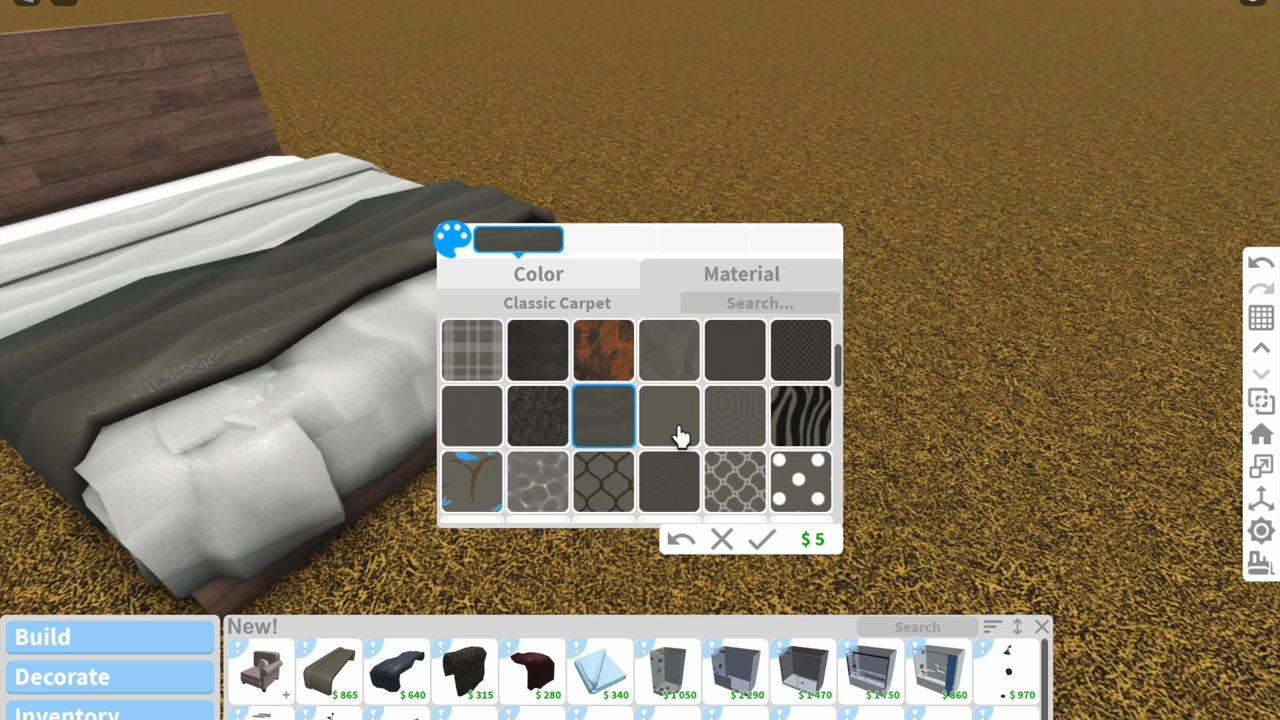 Color
Material
Classic Carpet
Search...
$ 5
New!
Search
Build
Decorate
Inventory
+
$ 865
$ 640
$ 315
$ 280
$ 340
$ 1 050
$ 2 290
$ 1 470
$ 1 750
$ 860
$ 970